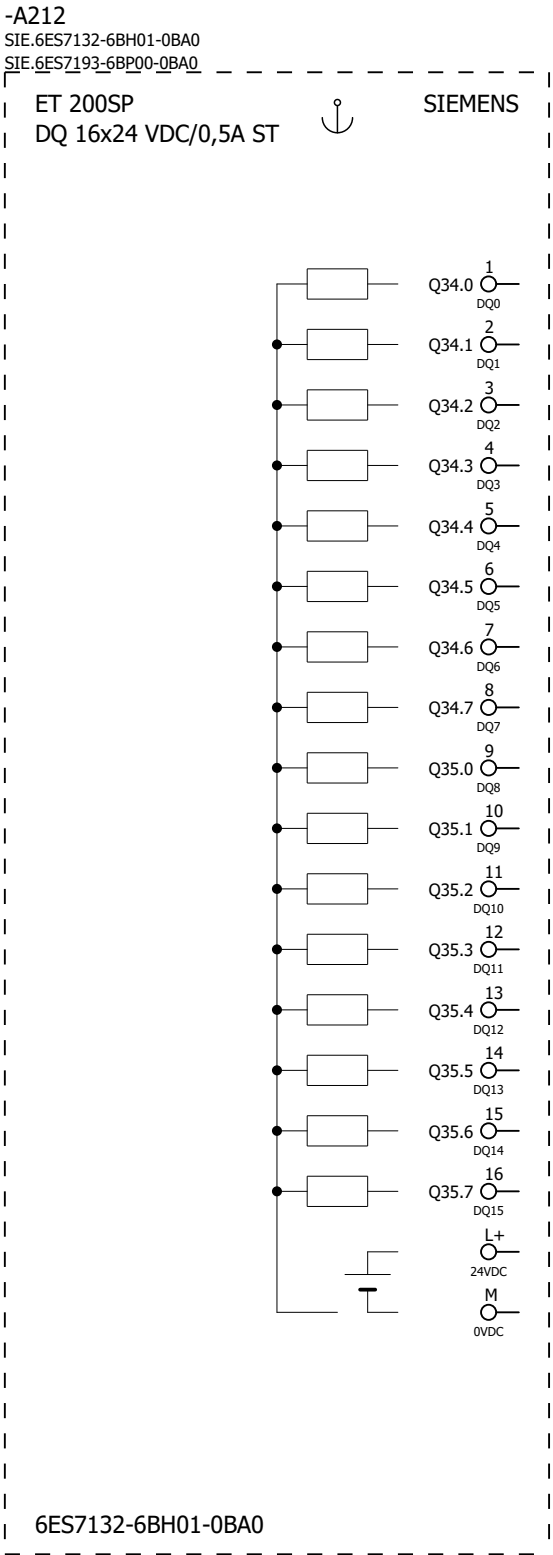 -A212
SIE.6ES7132-6BH01-0BA0
SIE.6ES7193-6BP00-0BA0
ET 200SP SIEMENS
DQ 16x24 VDC/0,5A ST
1
Q34.0
DQ0
2
Q34.1
DQ1
3
Q34.2
DQ2
4
Q34.3
DQ3
5
Q34.4
DQ4
6
Q34.5
DQ5
7
Q34.6
DQ6
8
Q34.7
DQ7
9
Q35.0
DQ8
10
Q35.1
DQ9
11
Q35.2
DQ10
12
Q35.3
DQ11
13
Q35.4
DQ12
14
Q35.5
DQ13
15
Q35.6
DQ14
16
Q35.7
DQ15
L+
24VDC
M
0VDC
6ES7132-6BH01-0BA0